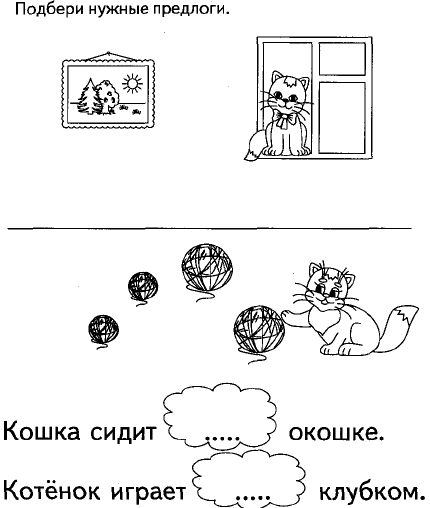 Подбери нужные предлоги.
Кошка сидит ..... окошке.
Котёнок играет ..... клубком.